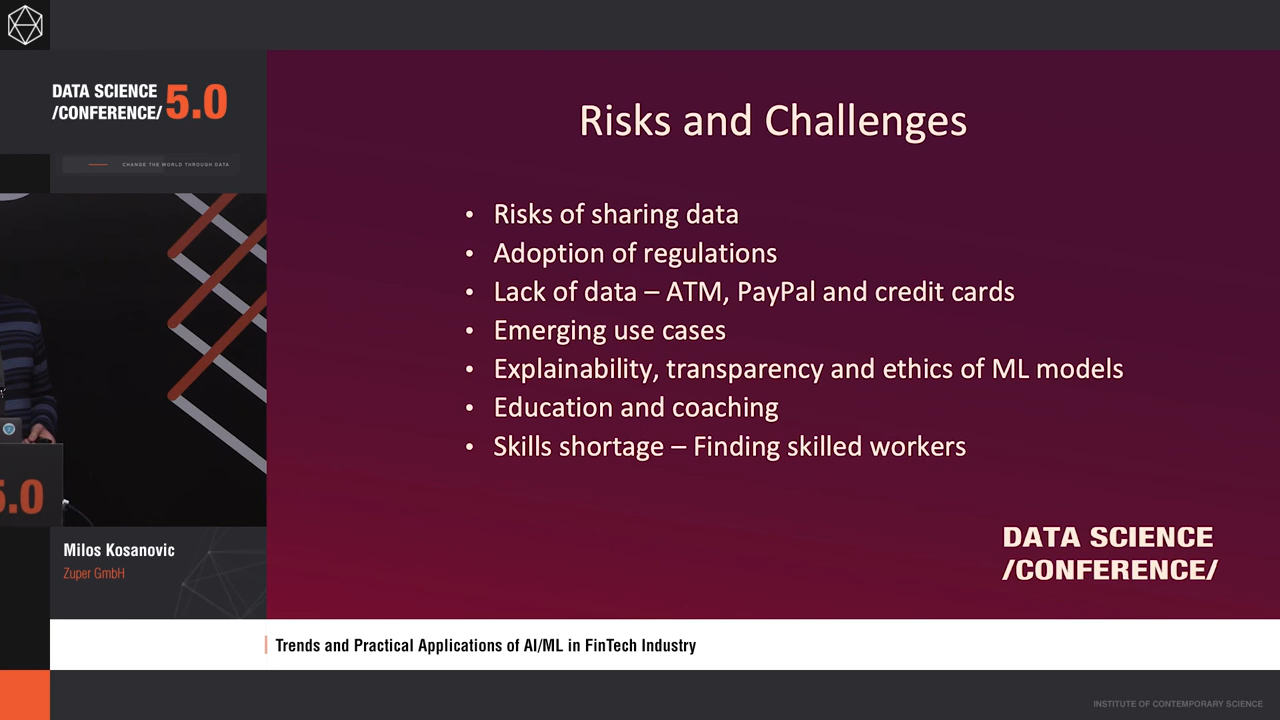 DATA SCIENCE
/CONFERENCE/ 5.0
CHANGE THE WORLD THROUGH DATA
Risks and Challenges
• Risks of sharing data
• Adoption of regulations
• Lack of data – ATM, PayPal and credit cards
• Emerging use cases
• Explainability, transparency and ethics of ML models
• Education and coaching
• Skills shortage – Finding skilled workers
5.0
DATA SCIENCE
/CONFERENCE/
Milos Kosanovic
Zuper GmbH
Trends and Practical Applications of AI/ML in FinTech Industry
INSTITUTE OF CONTEMPORARY SCIENCE